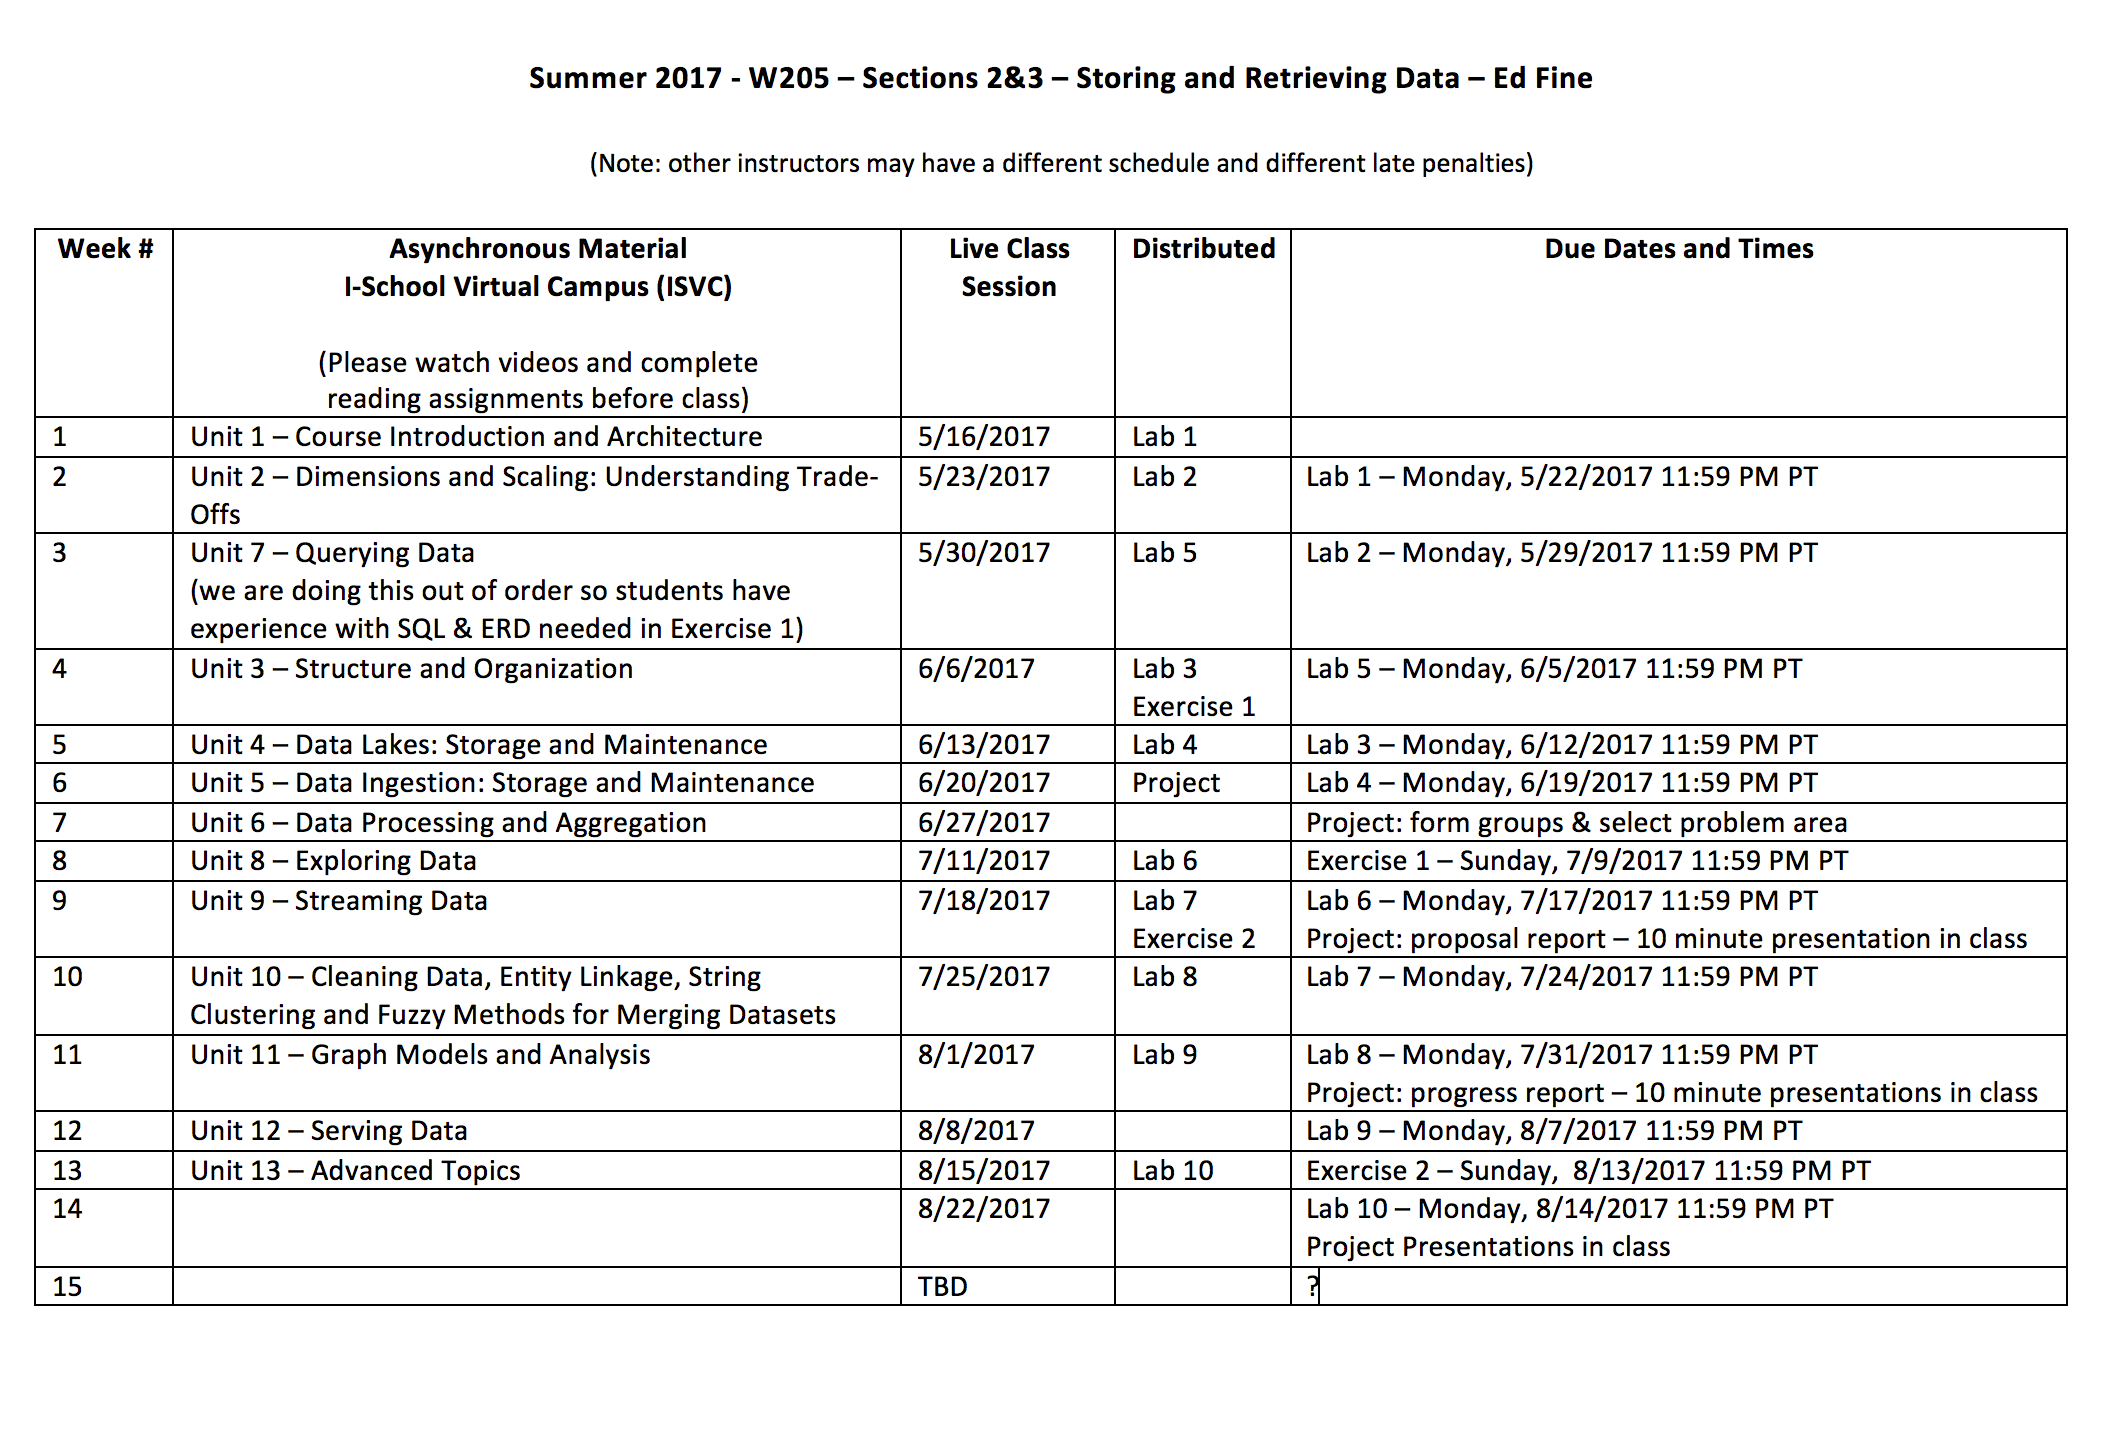 Summer 2017 - W205 – Sections 2&3 – Storing and Retrieving Data – Ed Fine
(Note: other instructors may have a different schedule and different late penalties)
Week # Asynchronous Material Live Class Distributed Due Dates and Times
I-School Virtual Campus (ISVC) Session
(Please watch videos and complete
reading assignments before class)
1 Unit 1 – Course Introduction and Architecture 5/16/2017 Lab 1
2 Unit 2 – Dimensions and Scaling: Understanding Trade- 5/23/2017 Lab 2 Lab 1 – Monday, 5/22/2017 11:59 PM PT
Offs
3 Unit 7 – Querying Data 5/30/2017 Lab 5 Lab 2 – Monday, 5/29/2017 11:59 PM PT
(we are doing this out of order so students have
experience with SQL & ERD needed in Exercise 1)
4 Unit 3 – Structure and Organization 6/6/2017 Lab 3 Lab 5 – Monday, 6/5/2017 11:59 PM PT
Exercise 1
5 Unit 4 – Data Lakes: Storage and Maintenance 6/13/2017 Lab 4 Lab 3 – Monday, 6/12/2017 11:59 PM PT
6 Unit 5 – Data Ingestion: Storage and Maintenance 6/20/2017 Project Lab 4 – Monday, 6/19/2017 11:59 PM PT
7 Unit 6 – Data Processing and Aggregation 6/27/2017 Project: form groups & select problem area
8 Unit 8 – Exploring Data 7/11/2017 Lab 6 Exercise 1 – Sunday, 7/9/2017 11:59 PM PT
9 Unit 9 – Streaming Data 7/18/2017 Lab 7 Lab 6 – Monday, 7/17/2017 11:59 PM PT
Exercise 2 Project: proposal report – 10 minute presentation in class
10 Unit 10 – Cleaning Data, Entity Linkage, String 7/25/2017 Lab 8 Lab 7 – Monday, 7/24/2017 11:59 PM PT
Clustering and Fuzzy Methods for Merging Datasets
11 Unit 11 – Graph Models and Analysis 8/1/2017 Lab 9 Lab 8 – Monday, 7/31/2017 11:59 PM PT
Project: progress report – 10 minute presentations in class
12 Unit 12 – Serving Data 8/8/2017 Lab 9 – Monday, 8/7/2017 11:59 PM PT
13 Unit 13 – Advanced Topics 8/15/2017 Lab 10 Exercise 2 – Sunday, 8/13/2017 11:59 PM PT
14 8/22/2017 Lab 10 – Monday, 8/14/2017 11:59 PM PT
Project Presentations in class
15 TBD ?